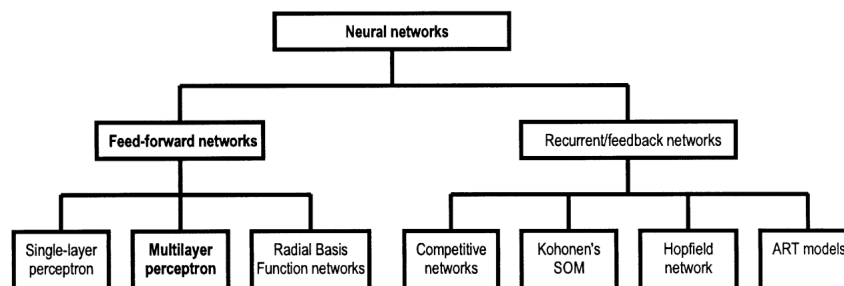 Neural networks
Feed-forward networks
Recurrent/feedback networks
Single-layer
perceptron
Multilayer
perceptron
Radial Basis
Function networks
Competitive
networks
Kohonen's
SOM
Hopfield
network
ART models